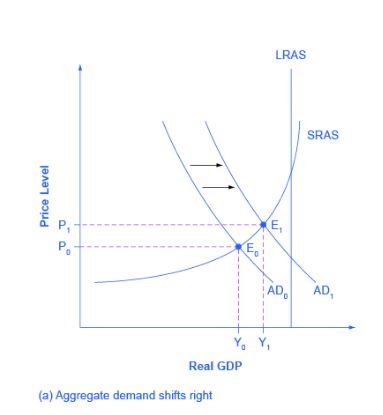 LRAS
SRAS
Price Level
P₁
P₀
E₁
E₀
AD₀
AD₁
Y₀
Y₁
Real GDP
(a) Aggregate demand shifts right